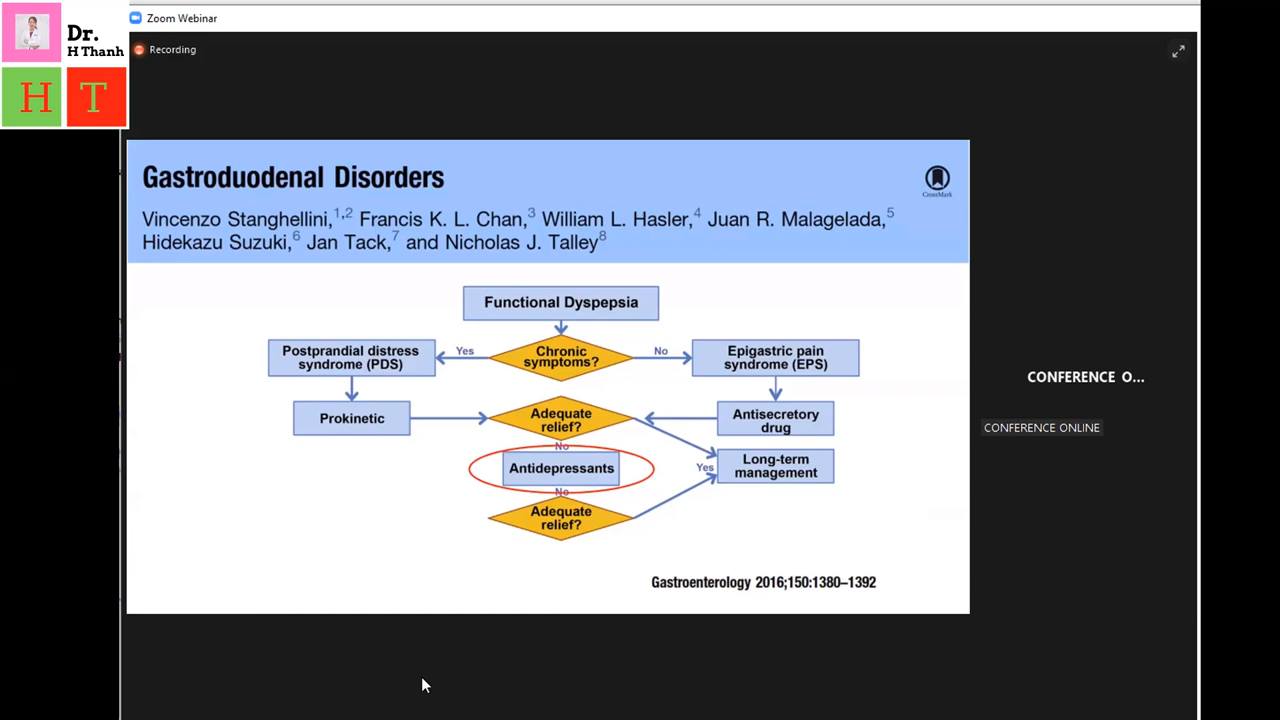 Zoom Webinar
Dr.
H Thanh
Recording
H T
Gastroduodenal Disorders
CrossMark
Vincenzo Stanghellini,1,2 Francis K. L. Chan,3 William L. Hasler,4 Juan R. Malagelada,5
Hidekazu Suzuki,6 Jan Tack,7 and Nicholas J. Talley8
Functional Dyspepsia
Postprandial distress
syndrome (PDS)
Yes
Chronic
symptoms?
No
Epigastric pain
syndrome (EPS)
Prokinetic
Adequate
relief?
Antisecretory
drug
No
Antidepressants
Yes
Long-term
management
No
Adequate
relief?
Gastroenterology 2016;150:1380–1392
CONFERENCE O...
CONFERENCE ONLINE